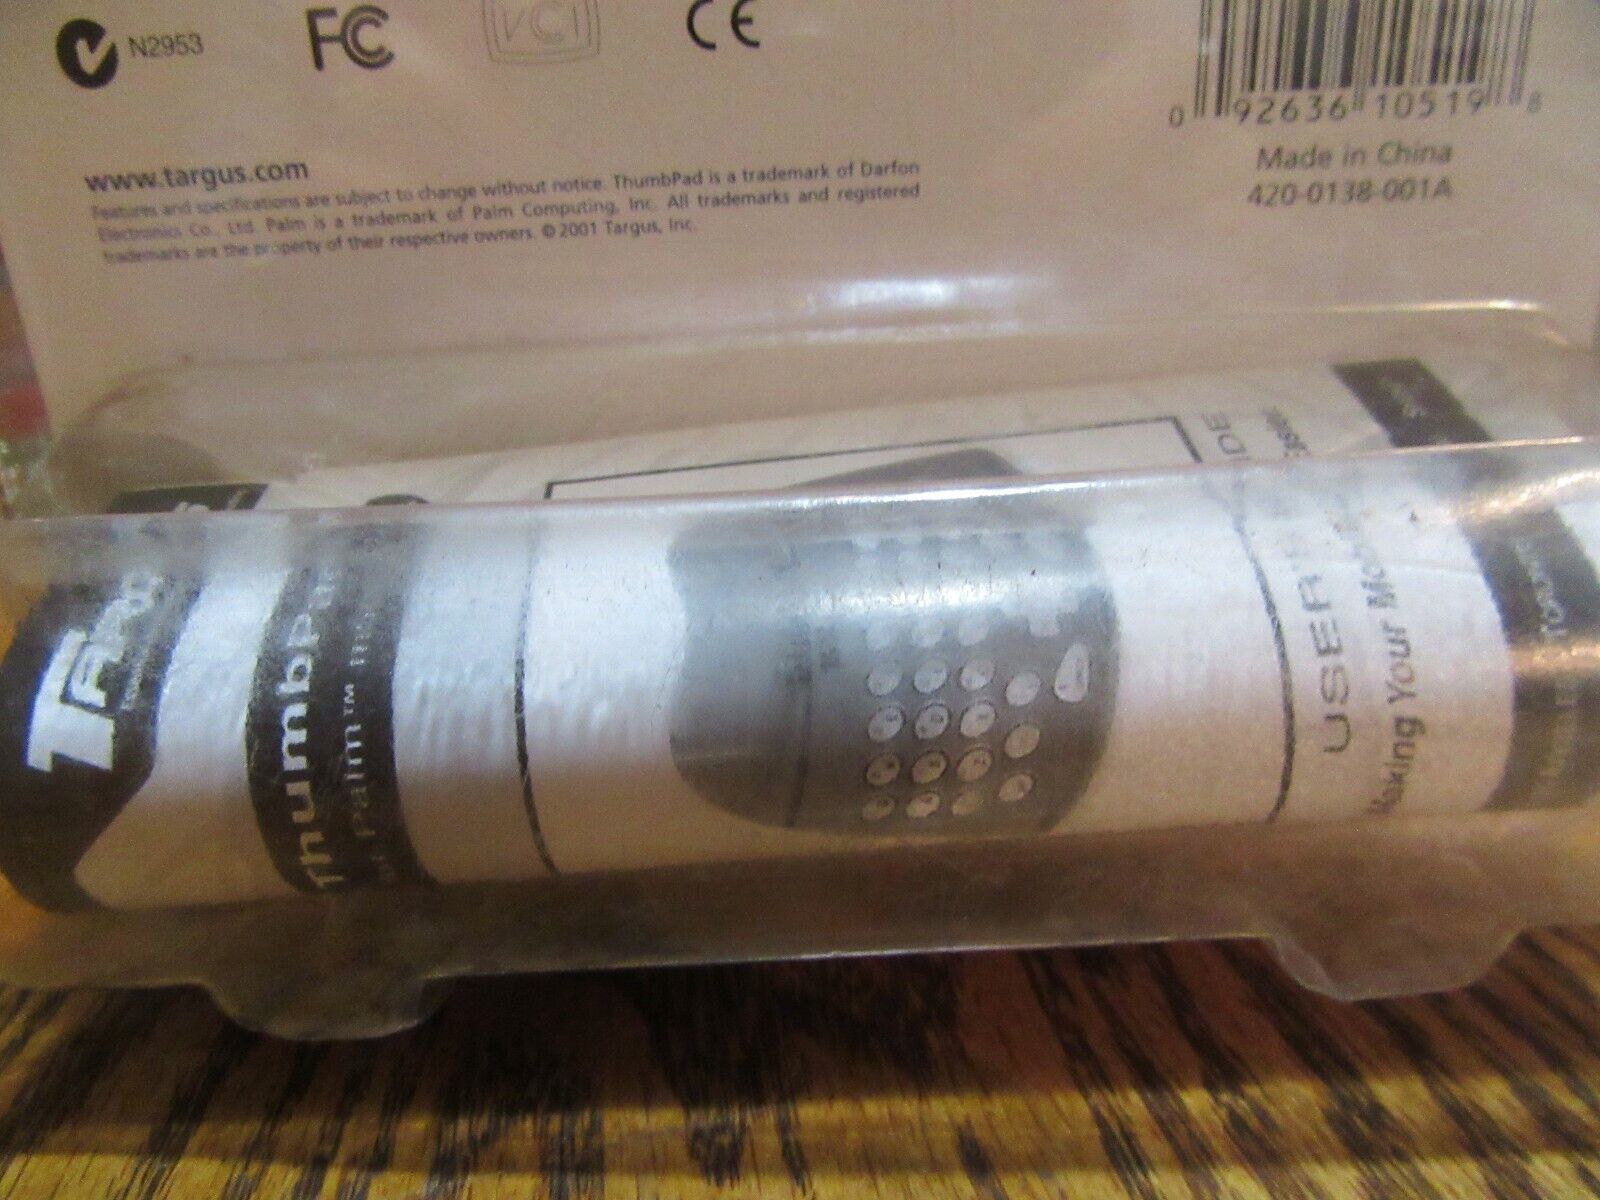 N2953
FC
VCI
CE
0 92636 10519 8
Made in China
420-0138-001A
www.targus.com
Features and specifications are subject to change without notice. ThumbPad is a trademark of Darfon
Electronics Co., Ltd. Palm is a trademark of Palm Computing, Inc. All trademarks and registered
trademarks are the property of their respective owners. © 2001 Targus, Inc.
ThumbPad
Palm™
USER'S
Making Your